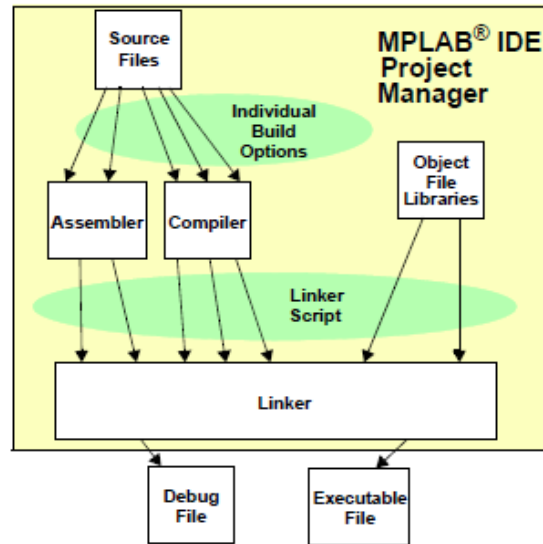 Source
Files
MPLAB® IDE
Project
Manager
Individual
Build
Options
Object
File
Libraries
Assembler
Compiler
Linker
Script
Linker
Debug
File
Executable
File